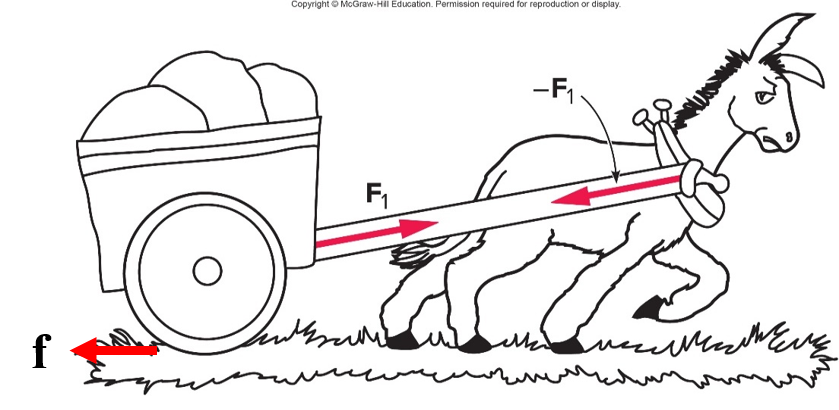 Copyright © McGraw-Hill Education. Permission required for reproduction or display.
–F₁
F₁
f